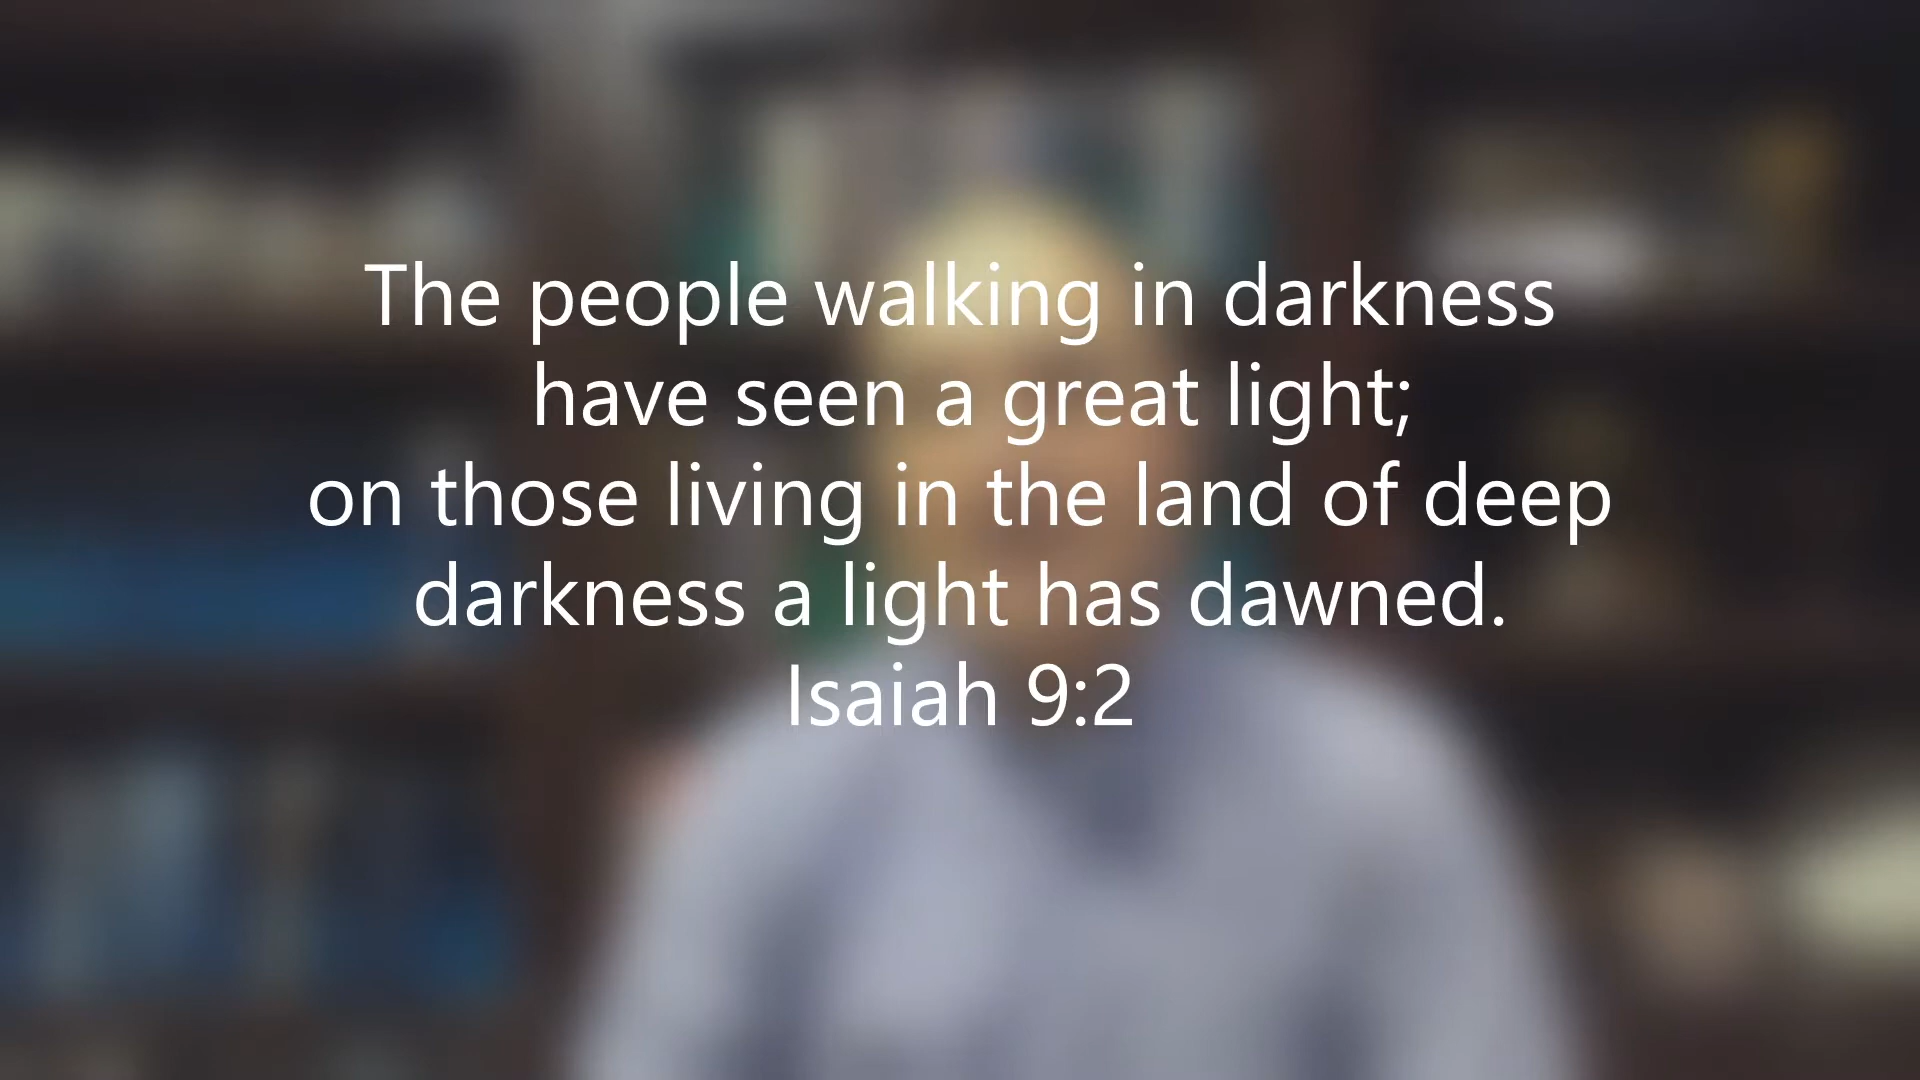 The people walking in darkness
have seen a great light;
on those living in the land of deep
darkness a light has dawned.
Isaiah 9:2